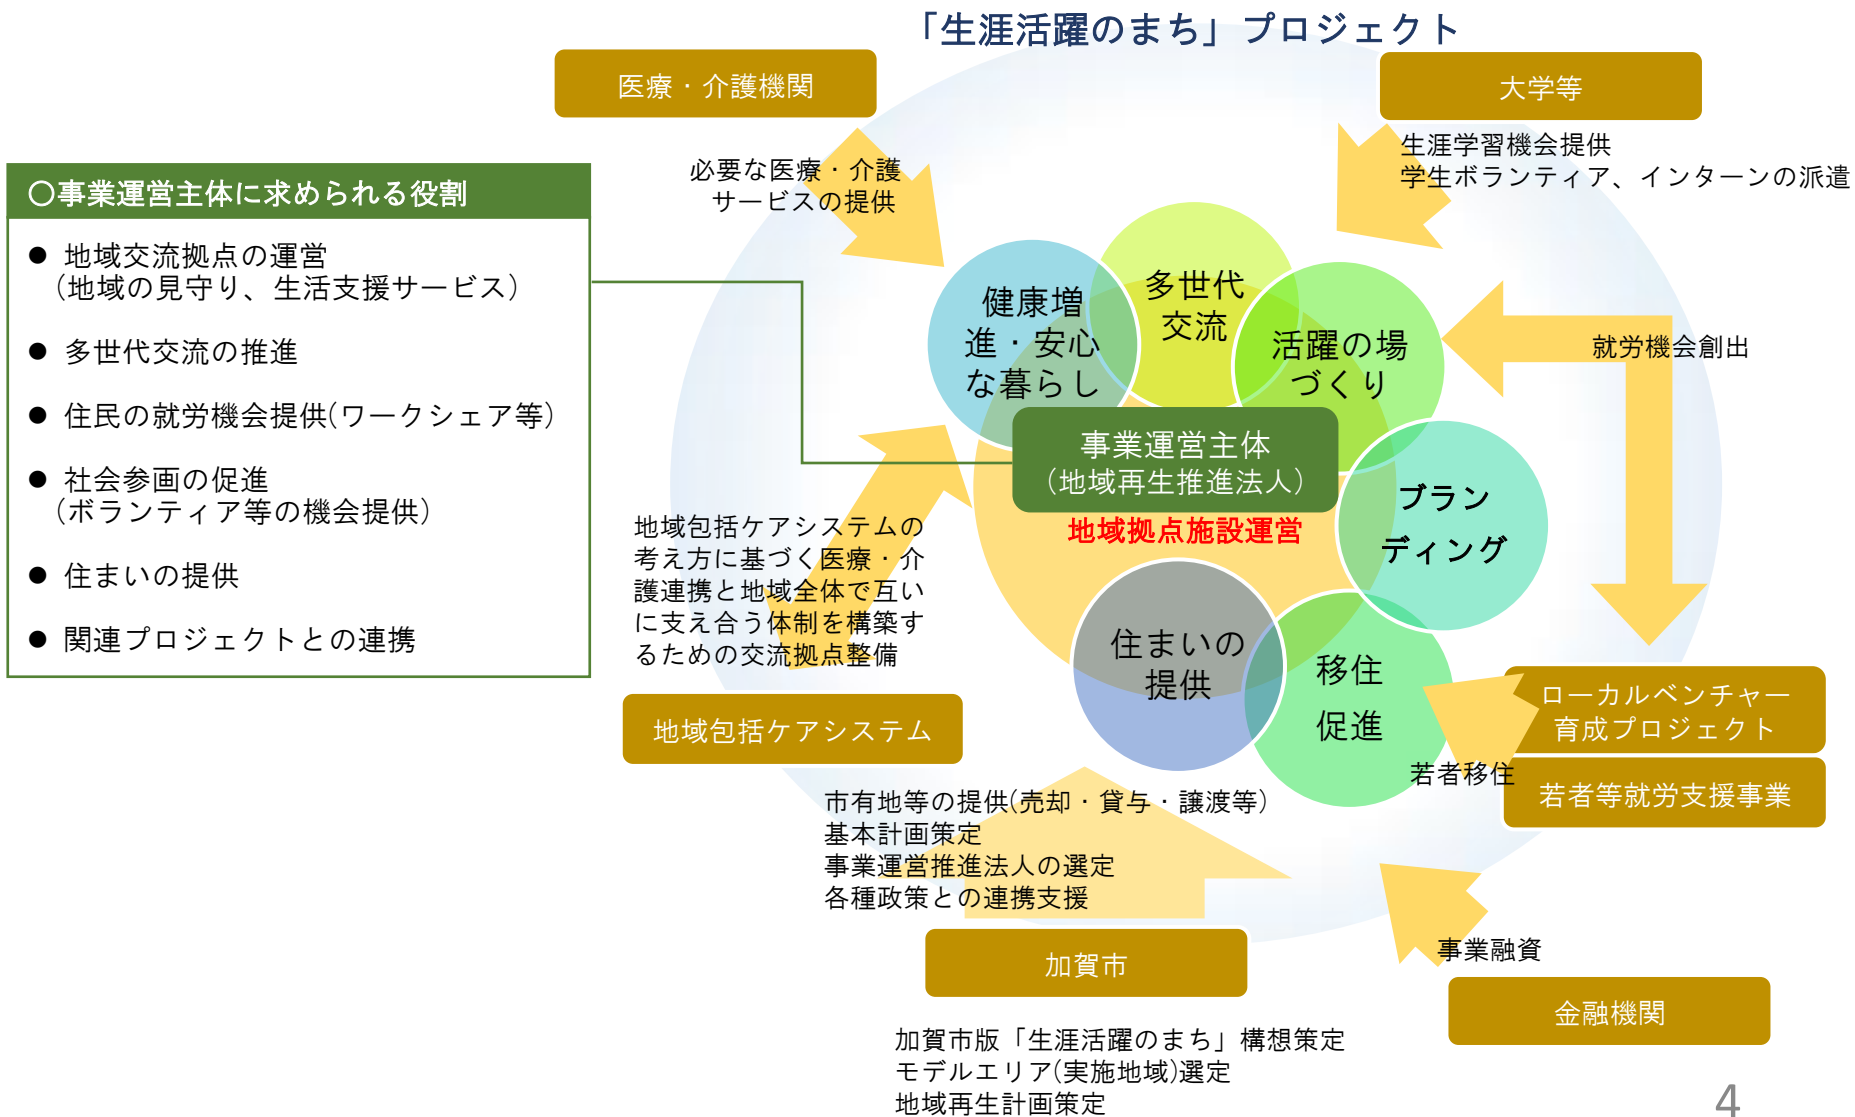 「生涯活躍のまち」プロジェクト
医療・介護機関
大学等
必要な医療・介護
サービスの提供
生涯学習機会提供
学生ボランティア、インターンの派遣
〇事業運営主体に求められる役割
● 地域交流拠点の運営
（地域の見守り、生活支援サービス）
● 多世代交流の推進
● 住民の就労機会提供(ワークシェア等)
● 社会参画の促進
（ボランティア等の機会提供）
● 住まいの提供
● 関連プロジェクトとの連携
健康増
進・安心
な暮らし
多世代
交流
活躍の場
づくり
就労機会創出
事業運営主体
（地域再生推進法人）
地域拠点施設運営
ブラン
ディング
地域包括ケアシステムの
考え方に基づく医療・介
護連携と地域全体で互い
に支え合う体制を構築す
るための交流拠点整備
住まいの
提供
移住
促進
地域包括ケアシステム
ローカルベンチャー
育成プロジェクト
若者移住
若者等就労支援事業
市有地等の提供(売却・貸与・譲渡等)
基本計画策定
事業運営推進法人の選定
各種政策との連携支援
加賀市
事業融資
金融機関
加賀市版「生涯活躍のまち」構想策定
モデルエリア(実施地域)選定
地域再生計画策定
4